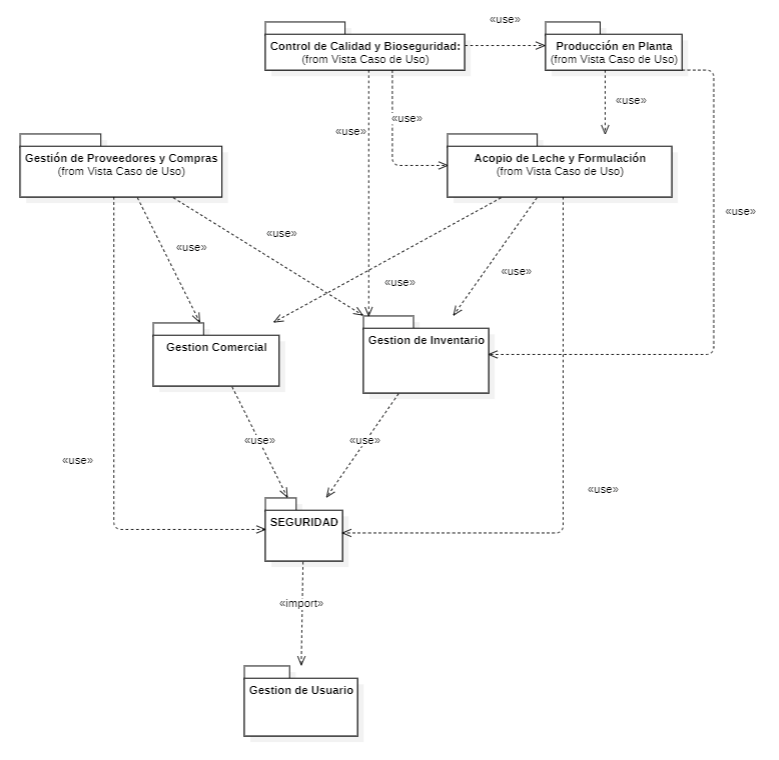 «use»
Control de Calidad y Bioseguridad:
(from Vista Caso de Uso)
Producción en Planta
(from Vista Caso de Uso)
«use»
«use»
«use»
Gestión de Proveedores y Compras
(from Vista Caso de Uso)
Acopio de Leche y Formulación
(from Vista Caso de Uso)
«use»
«use»
«use»
«use»
«use»
Gestion Comercial
Gestion de Inventario
«use»
«use»
«use»
«use»
SEGURIDAD
«import»
Gestion de Usuario